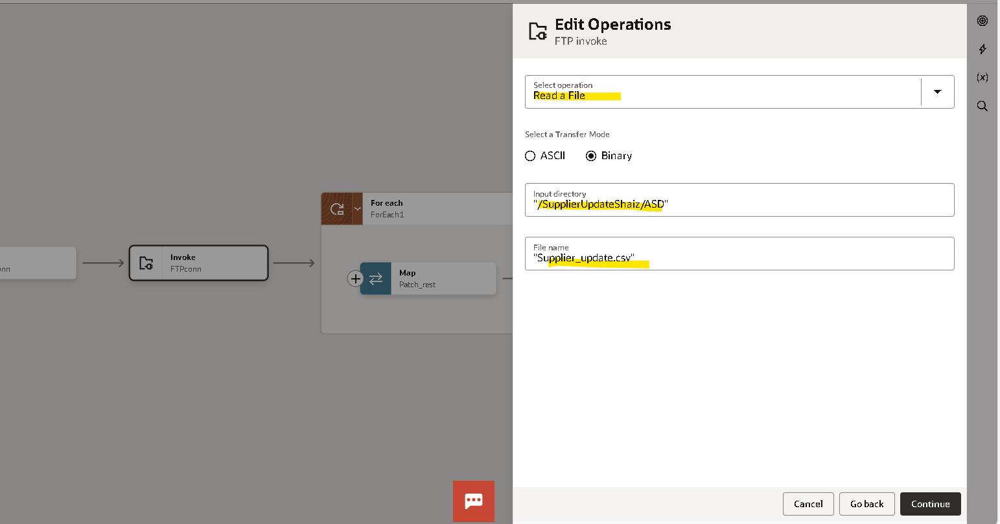 Edit Operations
FTP invoke
Select operation
Read a File
Select a Transfer Mode
ASCII
Binary
Input directory
"/SupplierUpdateShaiz/ASD"
File name
"Supplier_update.csv"
Cancel
Go back
Continue
nn
Invoke
FTPconn
For each
ForEach1
Map
Patch_rest
(x)